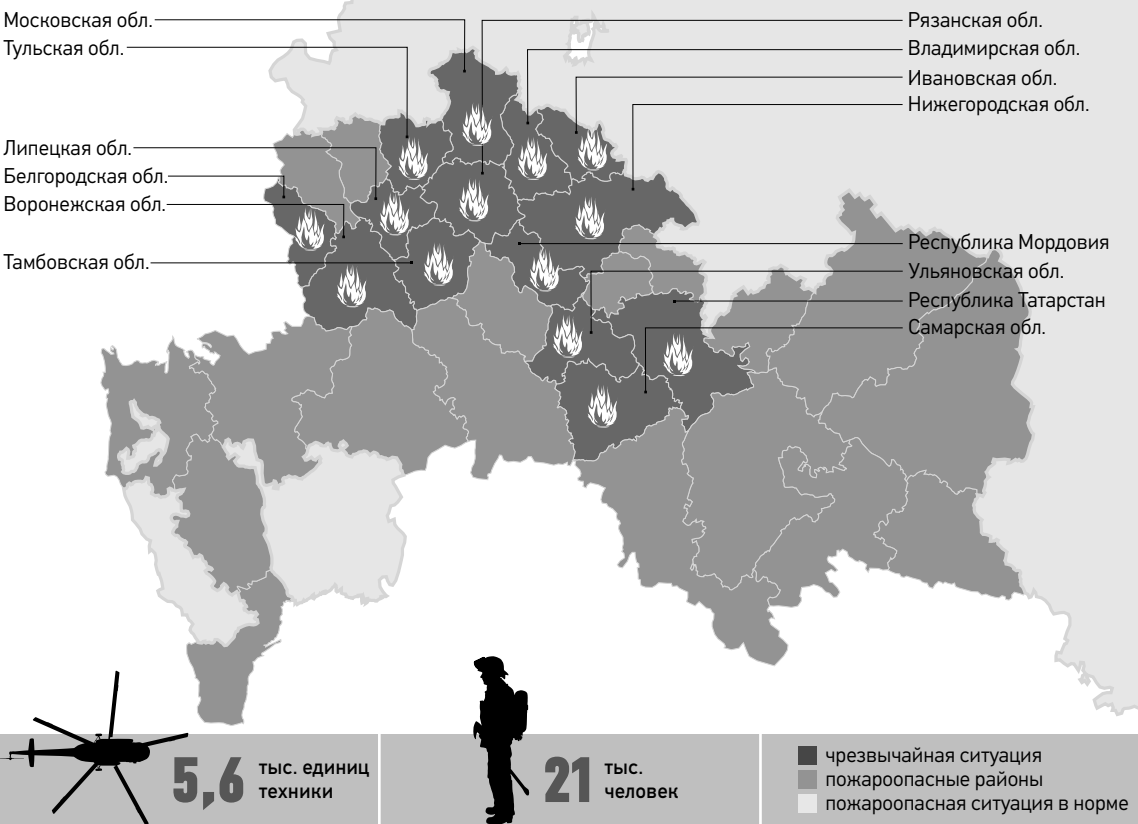 Московская обл.
Тульская обл.
Липецкая обл.
Белгородская обл.
Воронежская обл.
Тамбовская обл.
Рязанская обл.
Владимирская обл.
Ивановская обл.
Нижегородская обл.
Республика Мордовия
Ульяновская обл.
Республика Татарстан
Самарская обл.
5,6 тыс. единиц
техники
21 тыс.
человек
чрезвычайная ситуация
пожароопасные районы
пожароопасная ситуация в норме